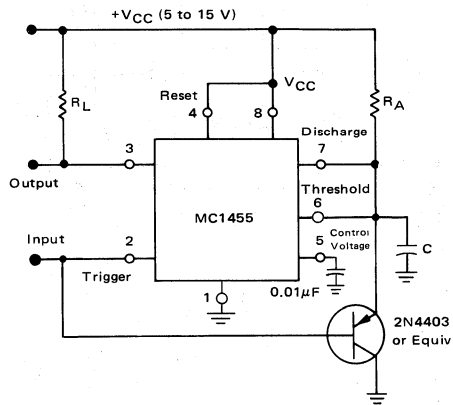 +VCC (5 to 15 V)
VCC
Reset
RL
RA
4
8
Discharge
3
7
Output
Threshold
6
MC1455
Input
2
5
Control
Voltage
Trigger
C
1
0.01μF
2N4403
or Equiv